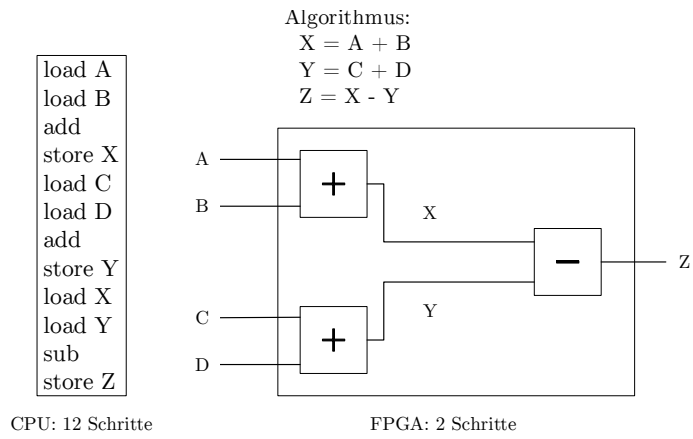 Algorithmus:
X = A + B
Y = C + D
Z = X - Y
load A
load B
add
store X
load C
load D
add
store Y
load X
load Y
sub
store Z
CPU: 12 Schritte
A
B
+
X
−
Z
C
D
+
Y
FPGA: 2 Schritte